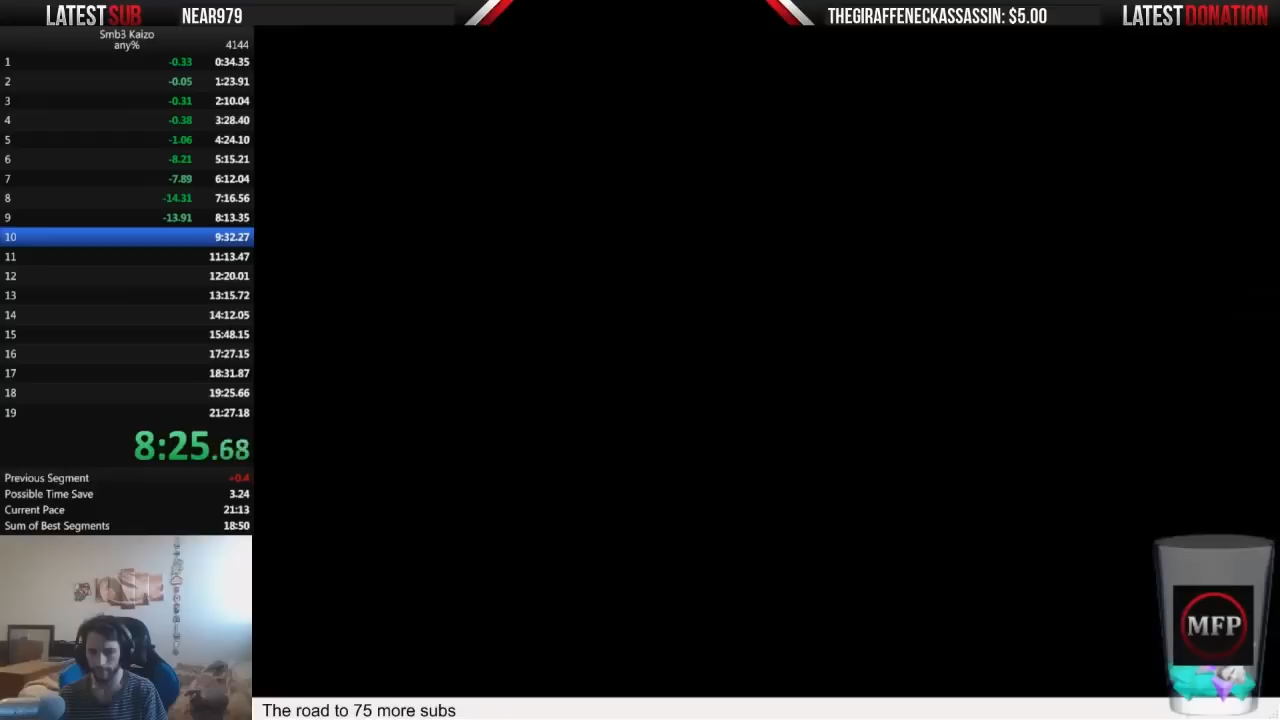 LATEST SUB NEAR979 THEGIRAFFENECKASSASSIN: $5.00 LATEST DONATION
Smb3 Kaizo
any% 4144
1 -0.33 0:34.35
2 -0.05 1:23.91
3 -0.31 2:10.04
4 -0.38 3:28.40
5 -1.06 4:24.10
6 -8.21 5:15.21
7 -7.89 6:12.04
8 -14.31 7:16.56
9 -13.91 8:13.35
10 9:32.27
11 11:13.47
12 12:20.01
13 13:15.72
14 14:12.05
15 15:48.15
16 17:27.15
17 18:31.87
18 19:25.66
19 21:27.18
8:25.68
Previous Segment +0.4
Possible Time Save 3.24
Current Pace 21:13
Sum of Best Segments 18:50
MFP
The road to 75 more subs